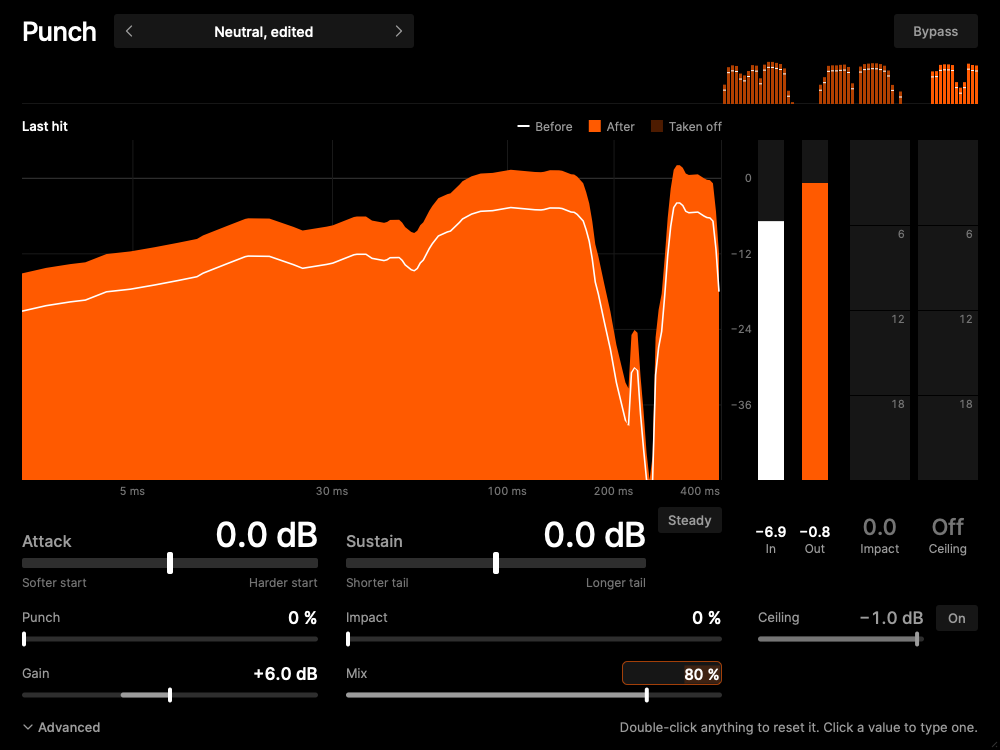 Punch
Neutral, edited
Bypass
Last hit
Before
After
Taken off
0
−12
−24
−36
6
6
12
12
18
18
5 ms
30 ms
100 ms
200 ms
400 ms
Attack
0.0 dB
Softer start
Harder start
Sustain
0.0 dB
Steady
Shorter tail
Longer tail
−6.9
In
−0.8
Out
0.0
Impact
Off
Ceiling
Punch
0 %
Impact
0 %
Ceiling
−1.0 dB
On
Gain
+6.0 dB
Mix
80 %
Advanced
Double-click anything to reset it. Click a value to type one.